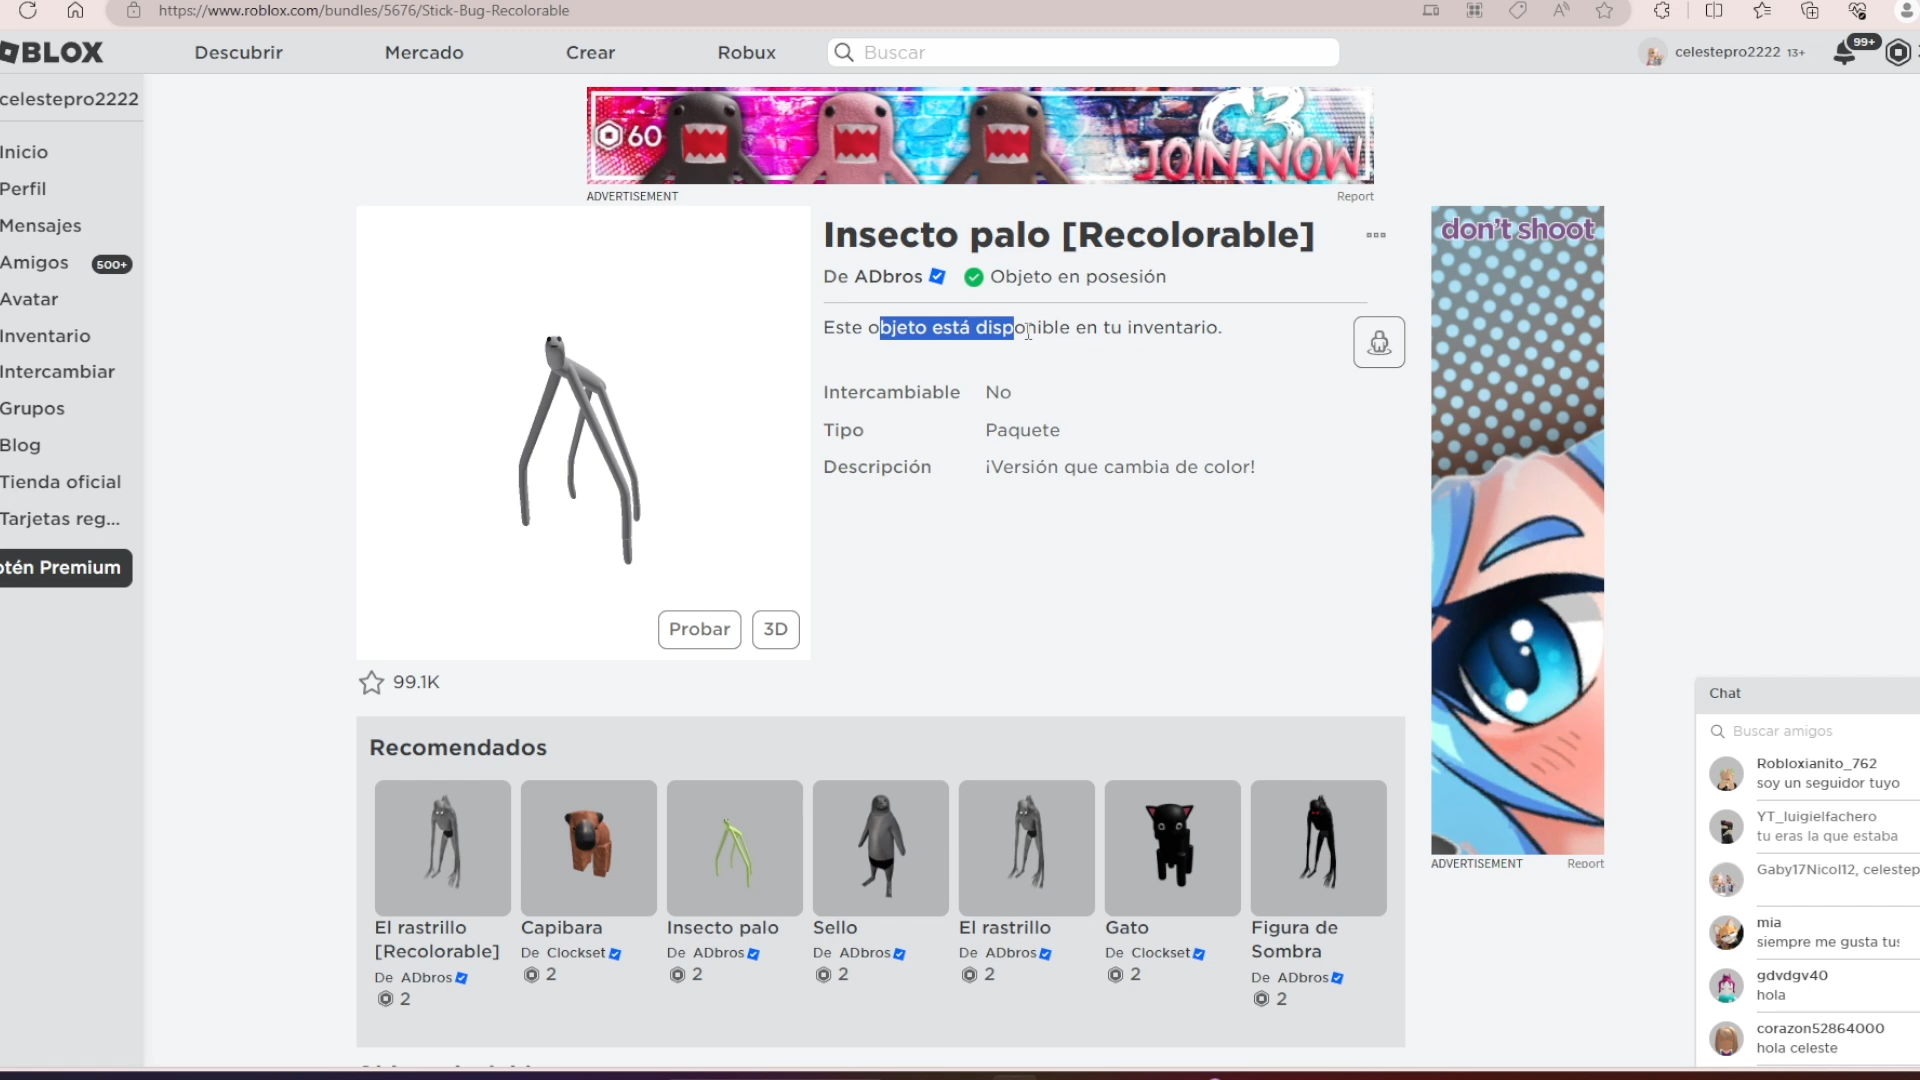 https://www.roblox.com/bundles/5676/Stick-Bug-Recolorable
BLOX
Descubrir
Mercado
Crear
Robux
Buscar
celestepro2222 13+
99+
celestepro2222
Inicio
Perfil
Mensajes
Amigos 500+
Avatar
Inventario
Intercambiar
Grupos
Blog
Tienda oficial
Tarjetas reg...
otén Premium
60
C3
JOIN NOW
ADVERTISEMENT
Report
Insecto palo [Recolorable]
De ADbros Objeto en posesión
Este objeto está disponible en tu inventario.
Intercambiable No
Tipo Paquete
Descripción ¡Versión que cambia de color!
Probar
3D
99.1K
don't shoot
ADVERTISEMENT
Report
Recomendados
El rastrillo
[Recolorable]
De ADbros
2
Capibara
De Clockset
2
Insecto palo
De ADbros
2
Sello
De ADbros
2
El rastrillo
De ADbros
2
Gato
De Clockset
2
Figura de
Sombra
De ADbros
2
Chat
Buscar amigos
Robloxianito_762
soy un seguidor tuyo
YT_luigielfachero
tu eras la que estaba
Gaby17Nicol12, celestep
mia
siempre me gusta tus
gdvdgv40
hola
corazon52864000
hola celeste